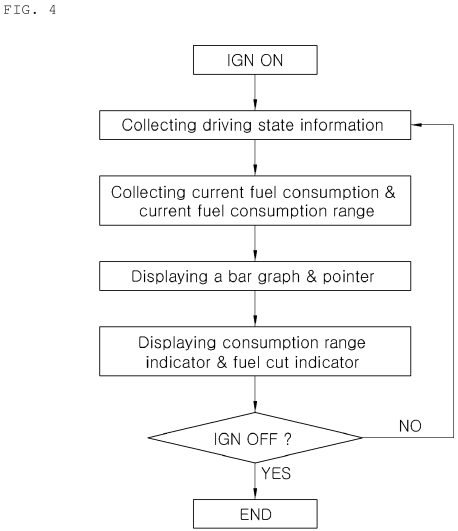 FIG. 4
IGN ON
Collecting driving state information
Collecting current fuel consumption &
current fuel consumption range
Displaying a bar graph & pointer
Displaying consumption range
indicator & fuel cut indicator
IGN OFF ?
NO
YES
END